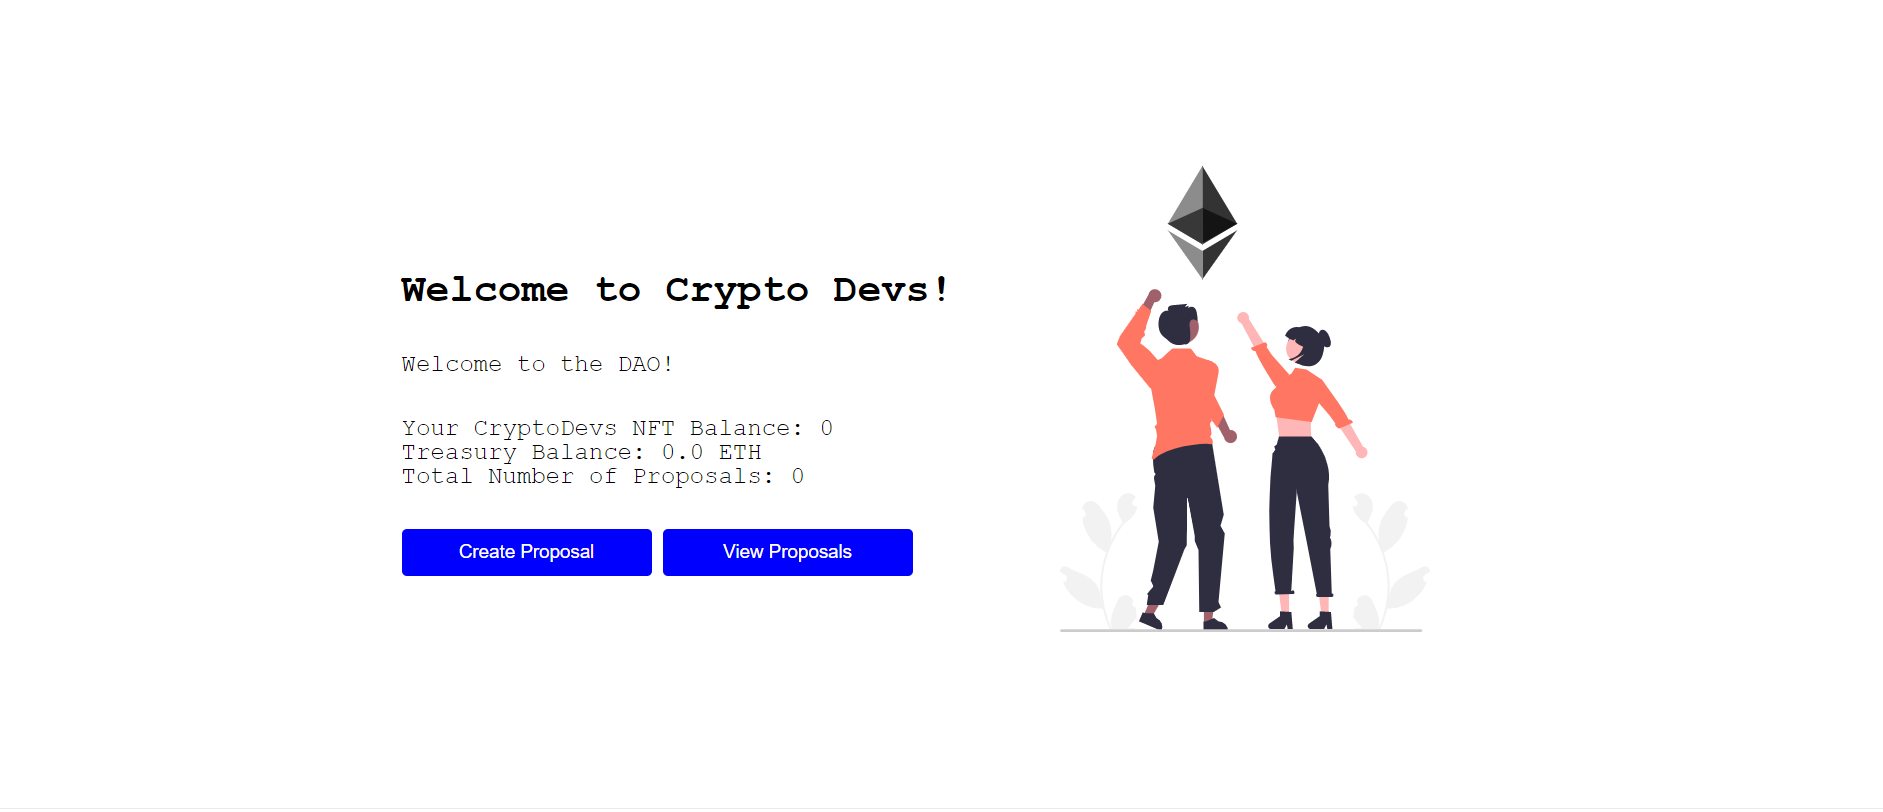 Welcome to Crypto Devs!
Welcome to the DAO!
Your CryptoDevs NFT Balance: 0
Treasury Balance: 0.0 ETH
Total Number of Proposals: 0
Create Proposal
View Proposals